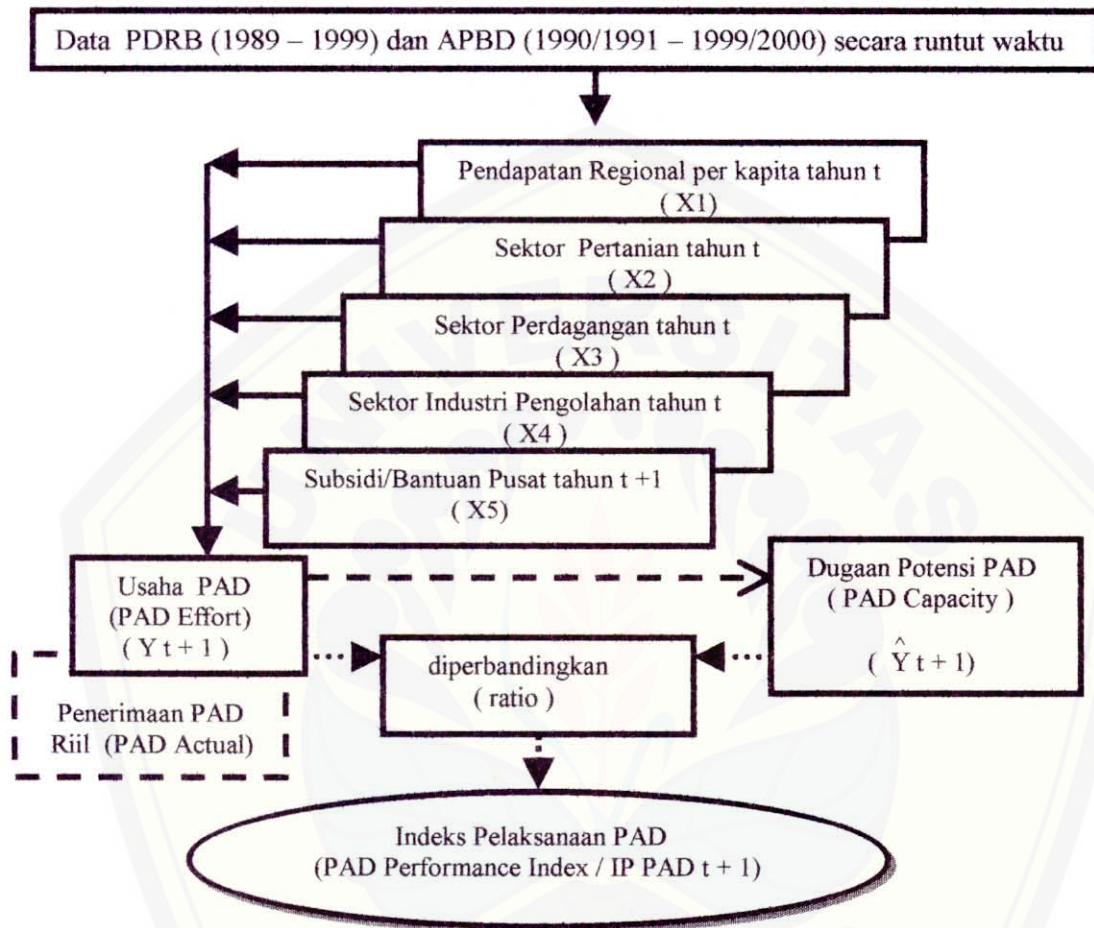 Data PDRB (1989 – 1999) dan APBD (1990/1991 – 1999/2000) secara runtut waktu
Pendapatan Regional per kapita tahun t
( X1)
Sektor Pertanian tahun t
( X2 )
Sektor Perdagangan tahun t
( X3 )
Sektor Industri Pengolahan tahun t
( X4 )
Subsidi/Bantuan Pusat tahun t +1
( X5)
Usaha PAD
(PAD Effort)
( Y t + 1 )
Dugaan Potensi PAD
( PAD Capacity )
( Ŷ t + 1)
diperbandingkan
( ratio )
Penerimaan PAD
Riil (PAD Actual)
Indeks Pelaksanaan PAD
(PAD Performance Index / IP PAD t + 1)
UNIVERSITAS